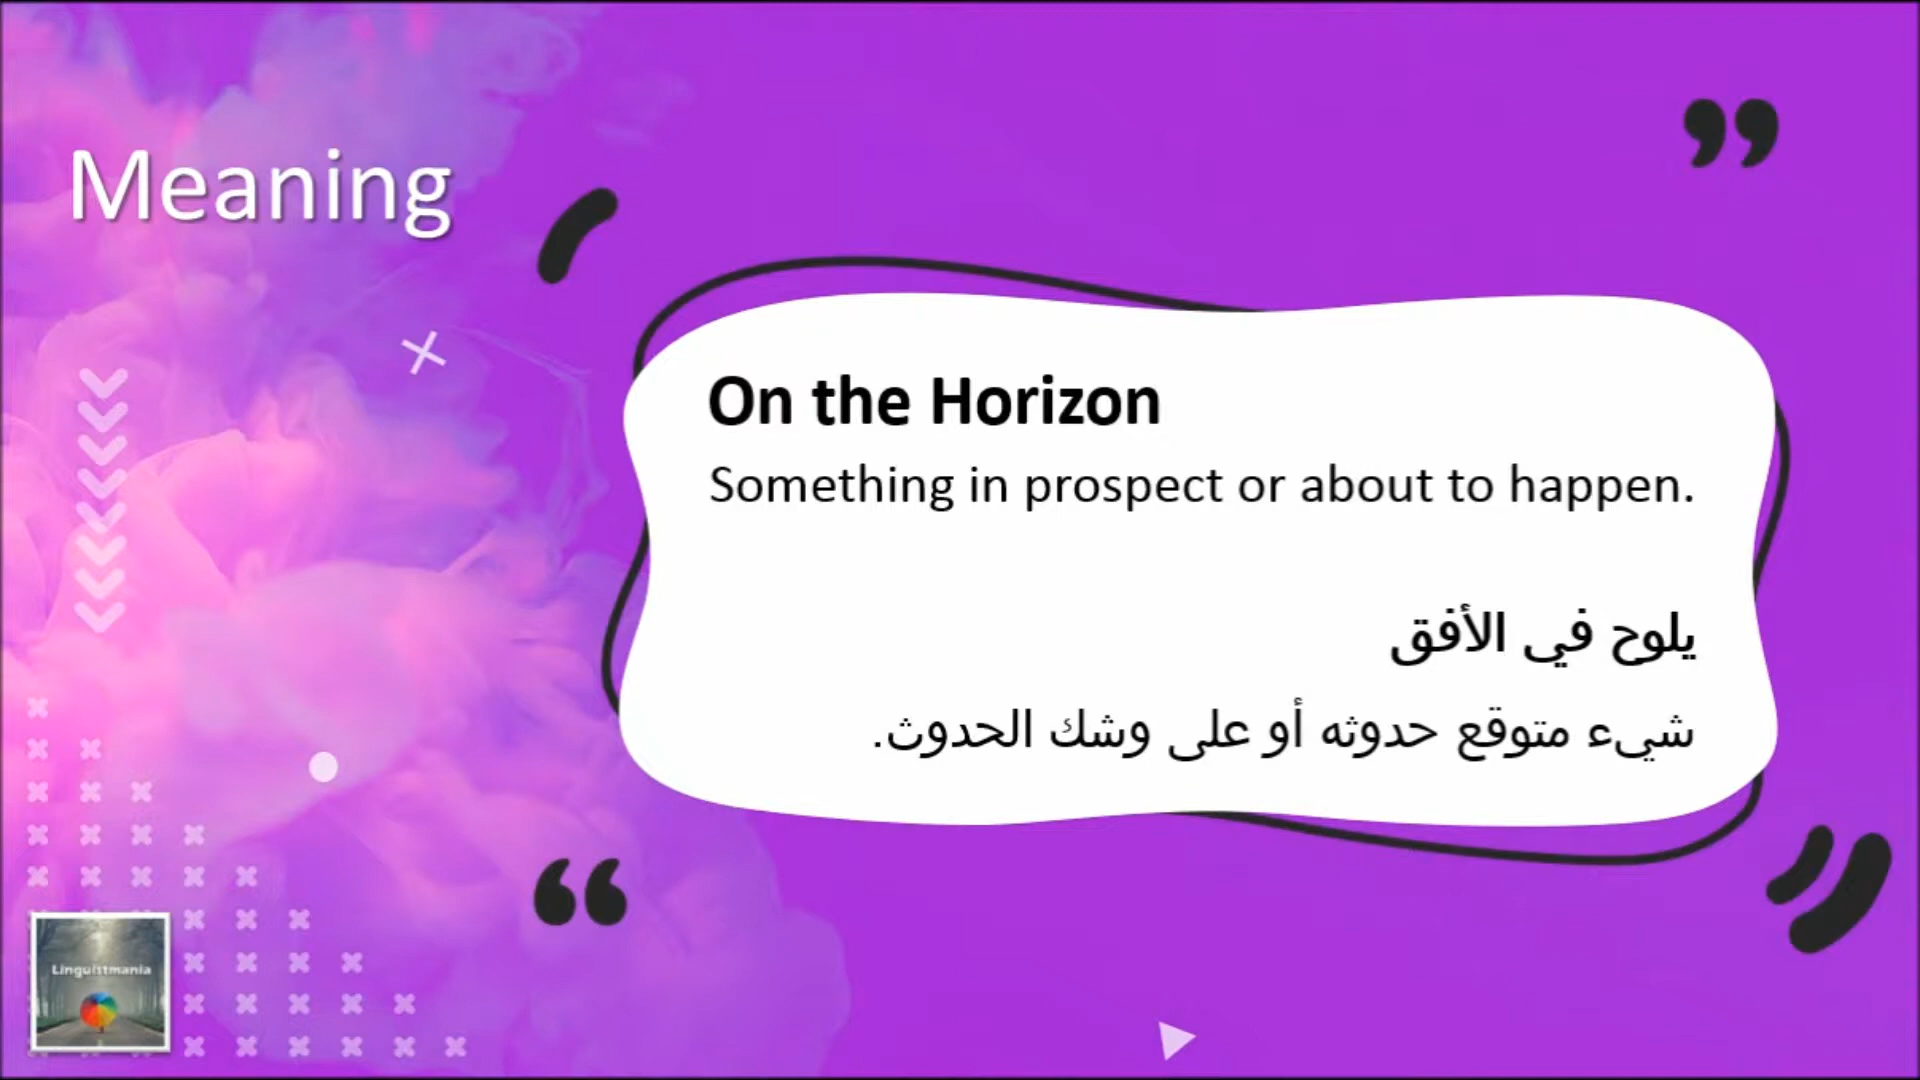 Meaning
On the Horizon
Something in prospect or about to happen.
يلوح في الأفق
شيء متوقع حدوثه أو على وشك الحدوث.
Linguistmania